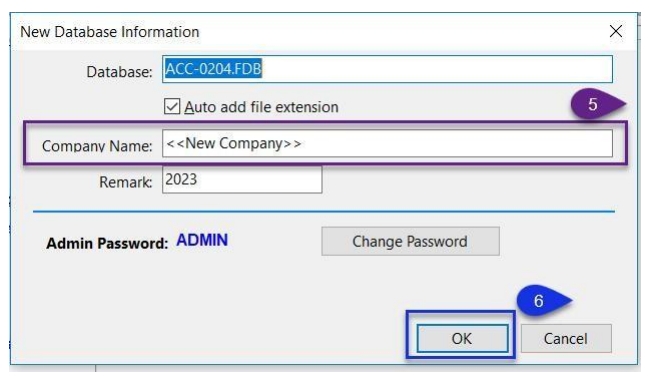 New Database Information
Database: ACC-0204.FDB
Auto add file extension
5
Company Name: <<New Company>>
Remark: 2023
Admin Password: ADMIN Change Password
6
OK Cancel